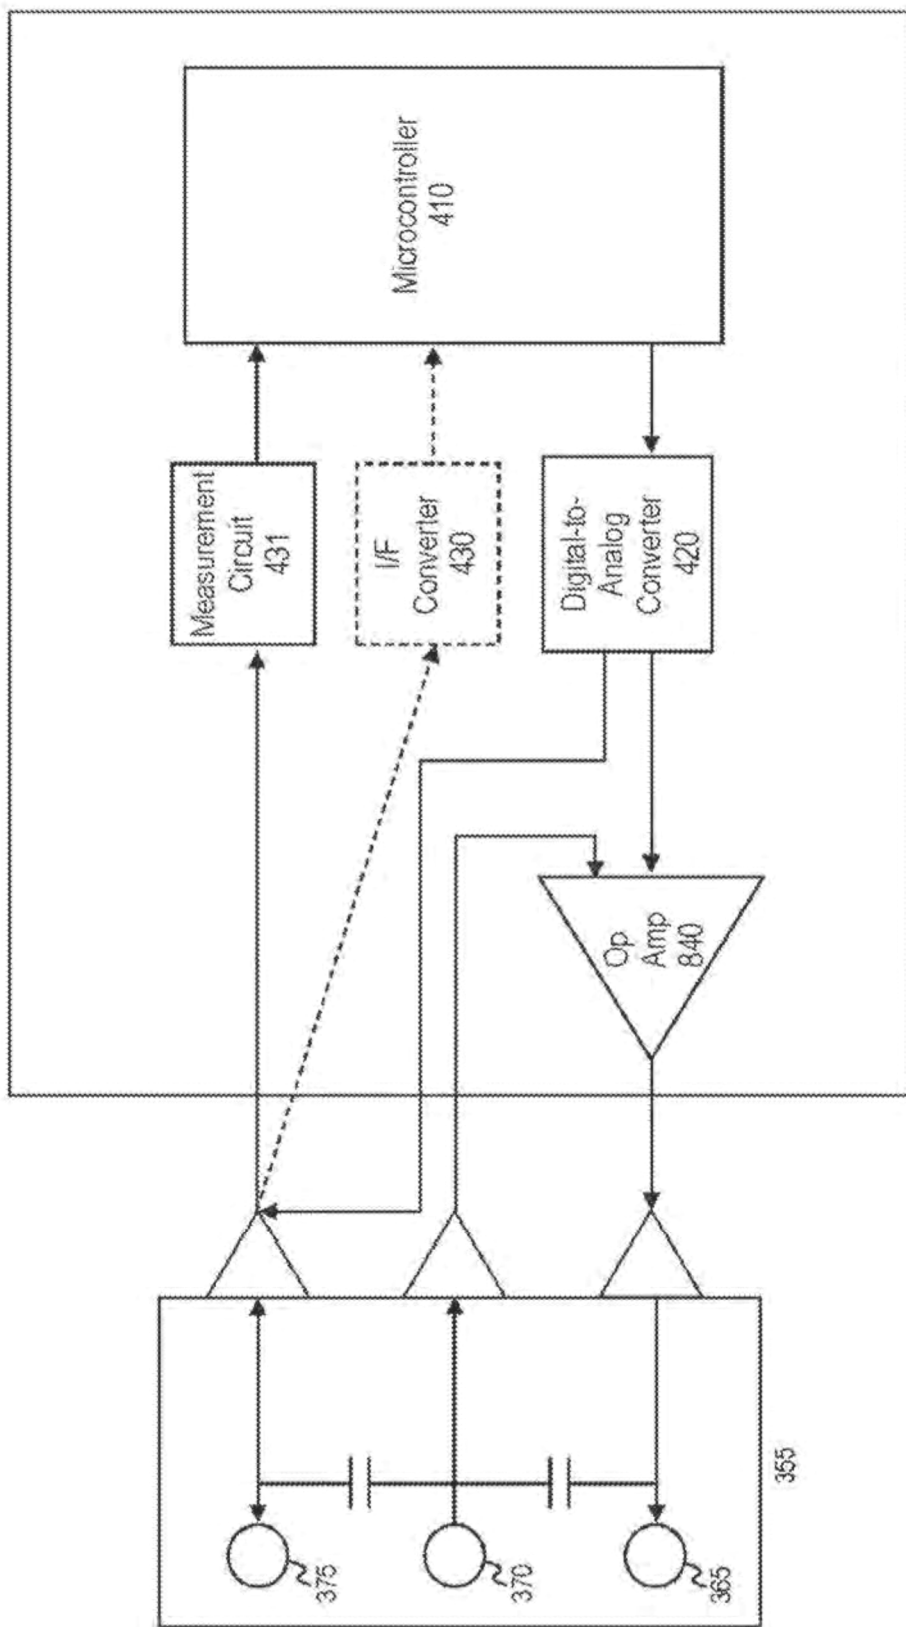 Microcontroller
410
Measurement
Circuit
431
I/F
Converter
430
Digital-to-
Analog
Converter
420
Op
Amp
840
355
375
370
365